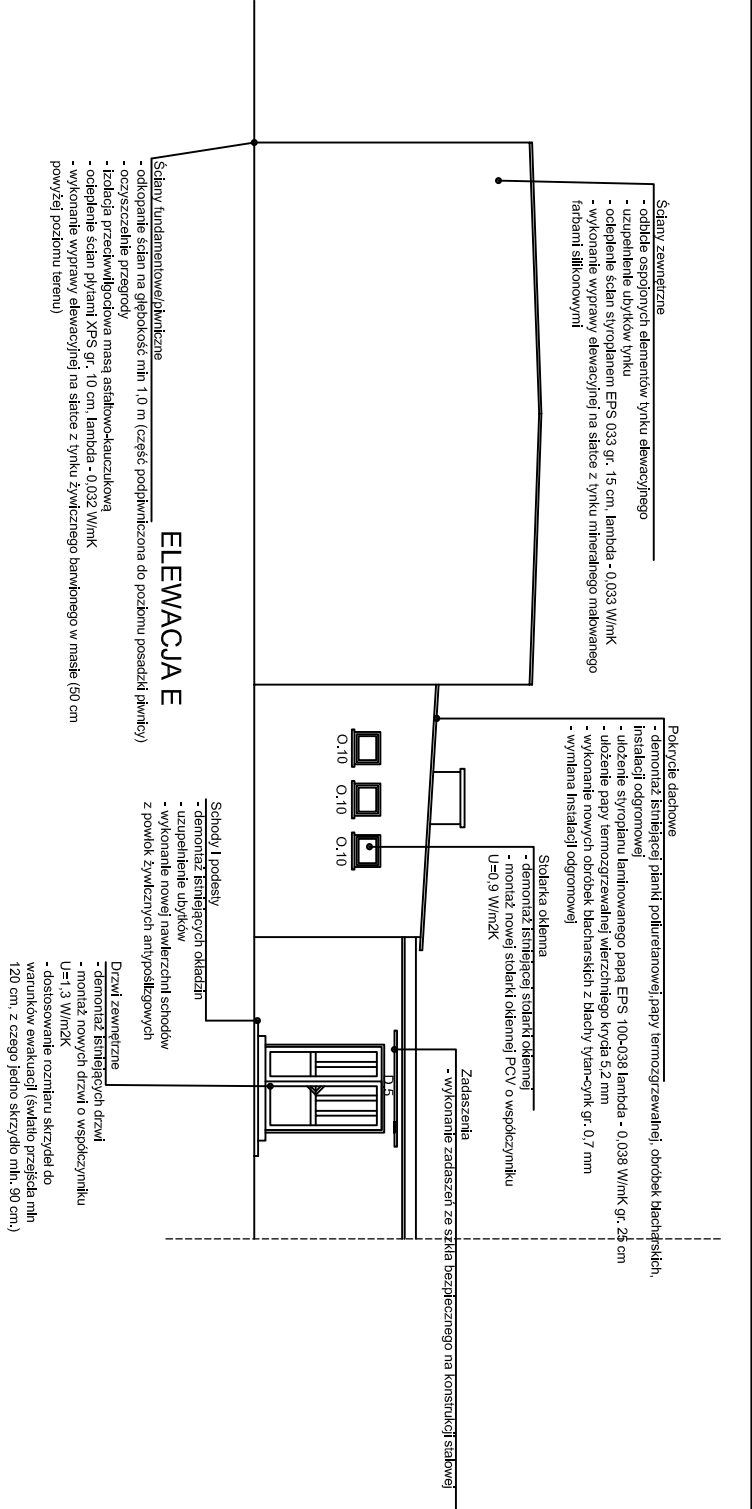 Ściany zewnętrzne
- odbicie ospojonych elementów tynku elewacyjnego
- uzupełnienie ubytków tynku
- ocieplenie ścian styropianem EPS 033 gr. 15 cm, lambda - 0,033 W/mK
- wykonanie wyprawy elewacyjnej na siatce z tynku mineralnego malowanego
farbami silikonowymi
Pokrycie dachowe
- demontaż istniejącej pianki poliuretanowej,papy termozgrzewalnej, obróbek blacharskich,
instalacji odgromowej
- ułożenie styropianu laminowanego papą EPS 100-038 lambda - 0,038 W/mK gr. 25 cm
- ułożenie papy termozgrzewalnej wierzchniego krycia 5,2 mm
- wykonanie nowych obróbek blacharskich z blachy tytan-cynk gr. 0,7 mm
- wymiana instalacji odgromowej
Stolarka okienna
- demontaż istniejącej stolarki okiennej
- montaż nowej stolarki okiennej PCV o współczynniku
U=0,9 W/m2K
Zadaszenia
- wykonanie zadaszeń ze szkła bezpiecznego na konstrukcji stalowej
O.10
O.10
O.10
D.5
Ściany fundamentowe/piwniczne
- odkopanie ścian na głębokość min 1,0 m (część podpiwniczona do poziomu posadzki piwnicy)
- oczyszczenie przegrody
- izolacja przeciwwilgociowa masą asfaltowo-kauczukową
- ocieplenie ścian płytami XPS gr. 10 cm, lambda - 0,032 W/mK
- wykonanie wyprawy elewacyjnej na siatce z tynku żywicznego barwionego w masie (50 cm
powyżej poziomu terenu)
ELEWACJA E
Schody i podesty
- demontaż istniejących okładzin
- uzupełnienie ubytków
- wykonanie nowej nawierzchni schodów
z powłok żywicznych antypoślizgowych
Drzwi zewnętrzne
- demontaż istniejących drzwi
- montaż nowych drzwi o współczynniku
U=1,3 W/m2K
- dostosowanie rozmiaru skrzydeł do
warunków ewakuacji (światło przejścia min
120 cm, z czego jedno skrzydło min. 90 cm.)